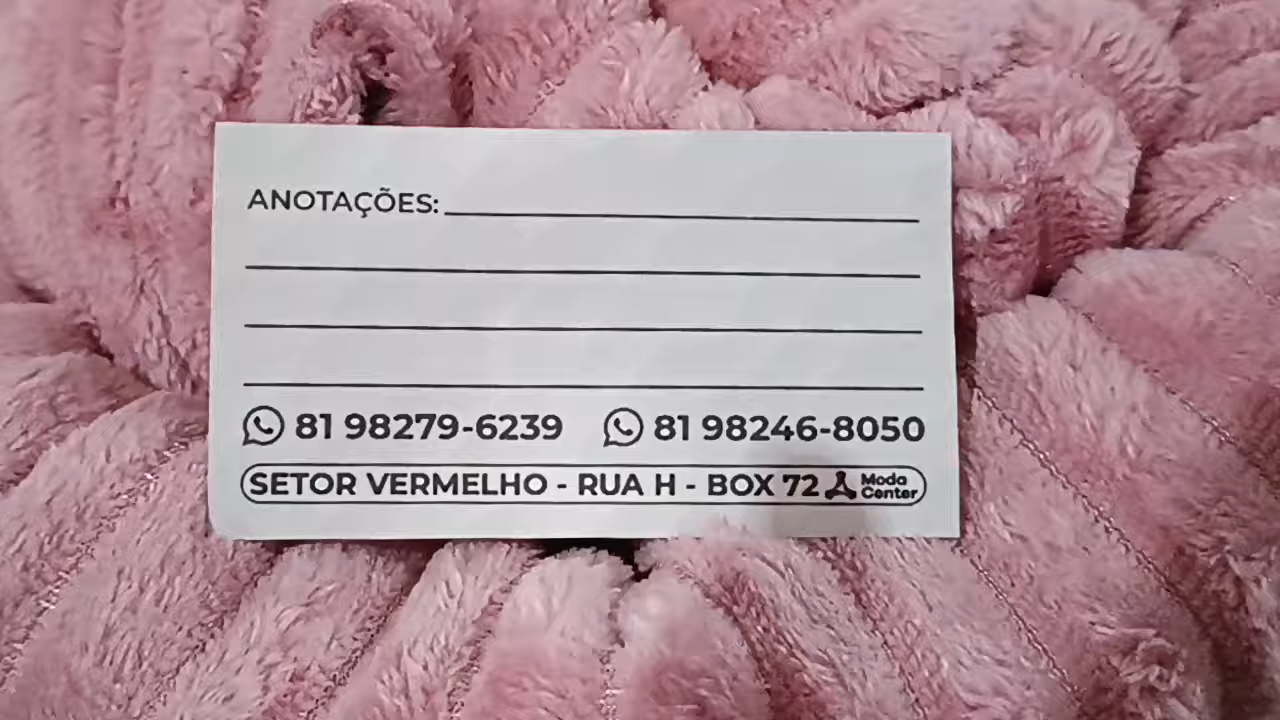 ANOTAÇÕES:
81 98279-6239 81 98246-8050
SETOR VERMELHO - RUA H - BOX 72 Moda Center